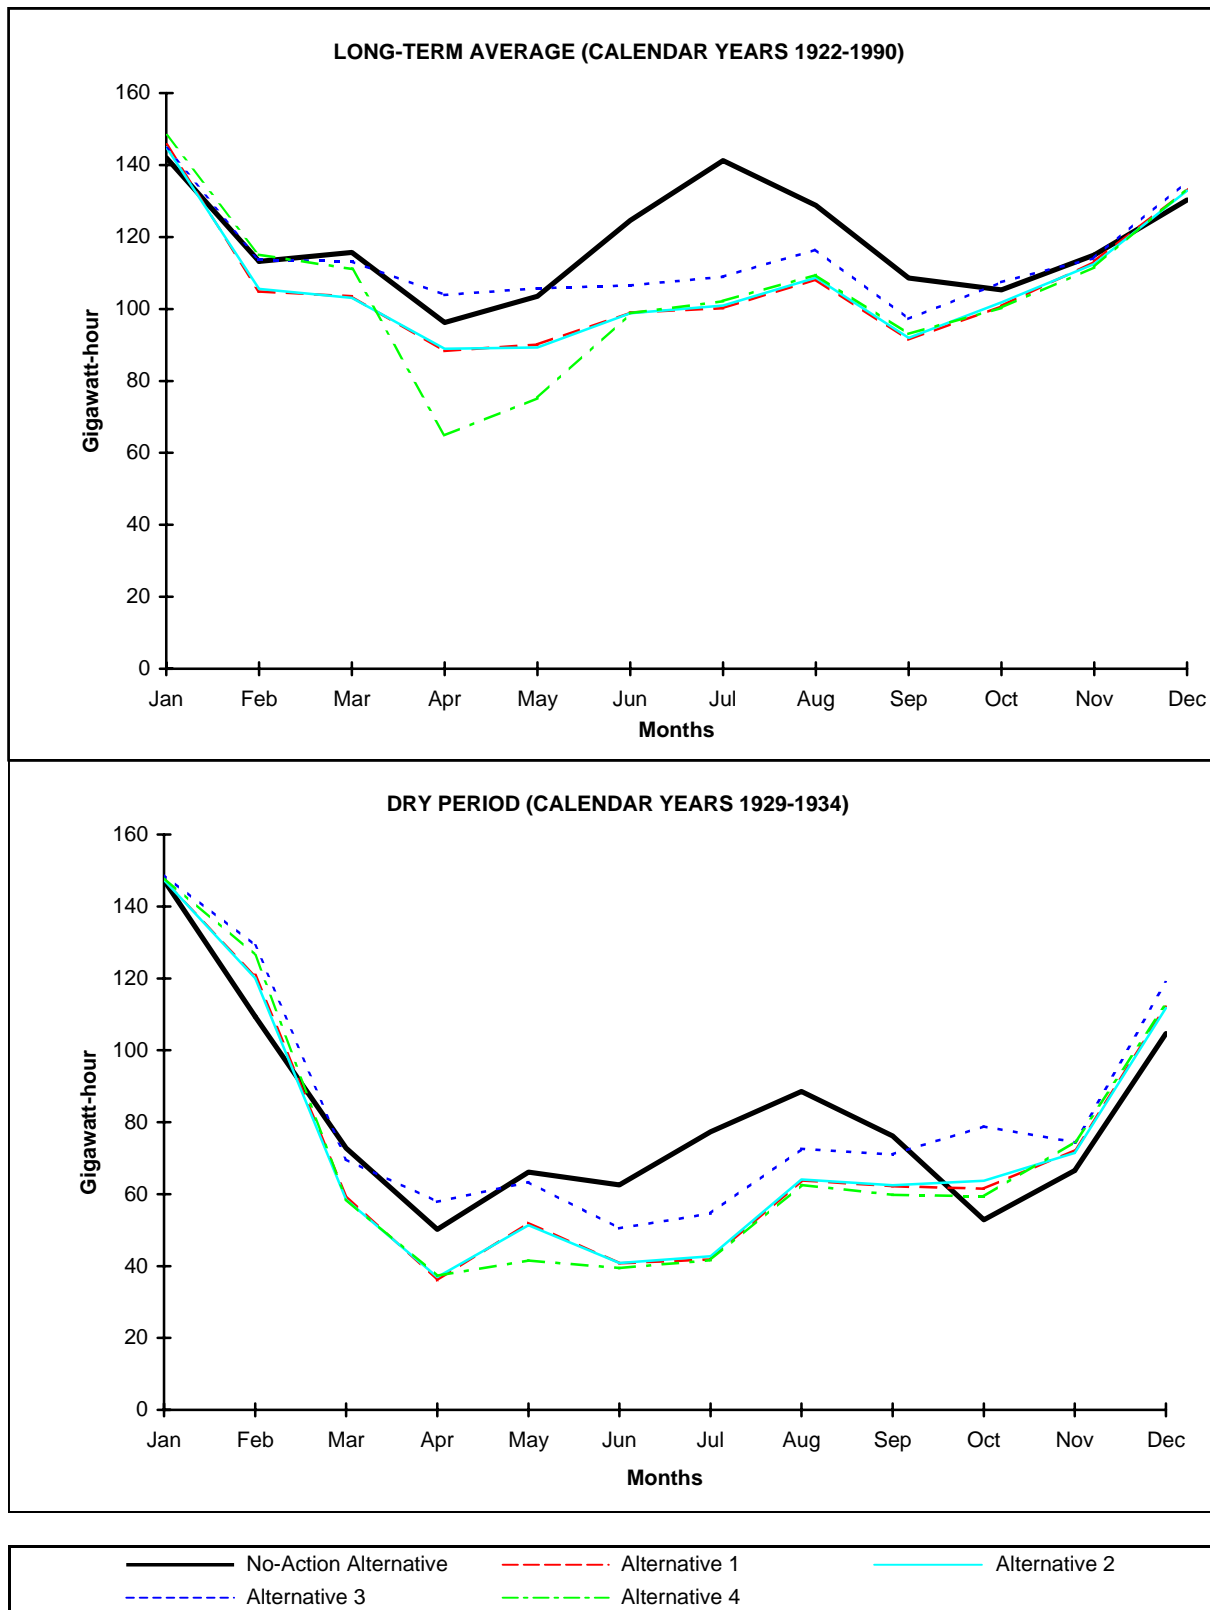 LONG-TERM AVERAGE (CALENDAR YEARS 1922-1990)
160
140
120
100
80
60
40
20
0
Gigawatt-hour
Jan Feb Mar Apr May Jun Jul Aug Sep Oct Nov Dec
Months
DRY PERIOD (CALENDAR YEARS 1929-1934)
160
140
120
100
80
60
40
20
0
Gigawatt-hour
Jan Feb Mar Apr May Jun Jul Aug Sep Oct Nov Dec
Months
No-Action Alternative Alternative 1 Alternative 2
Alternative 3 Alternative 4